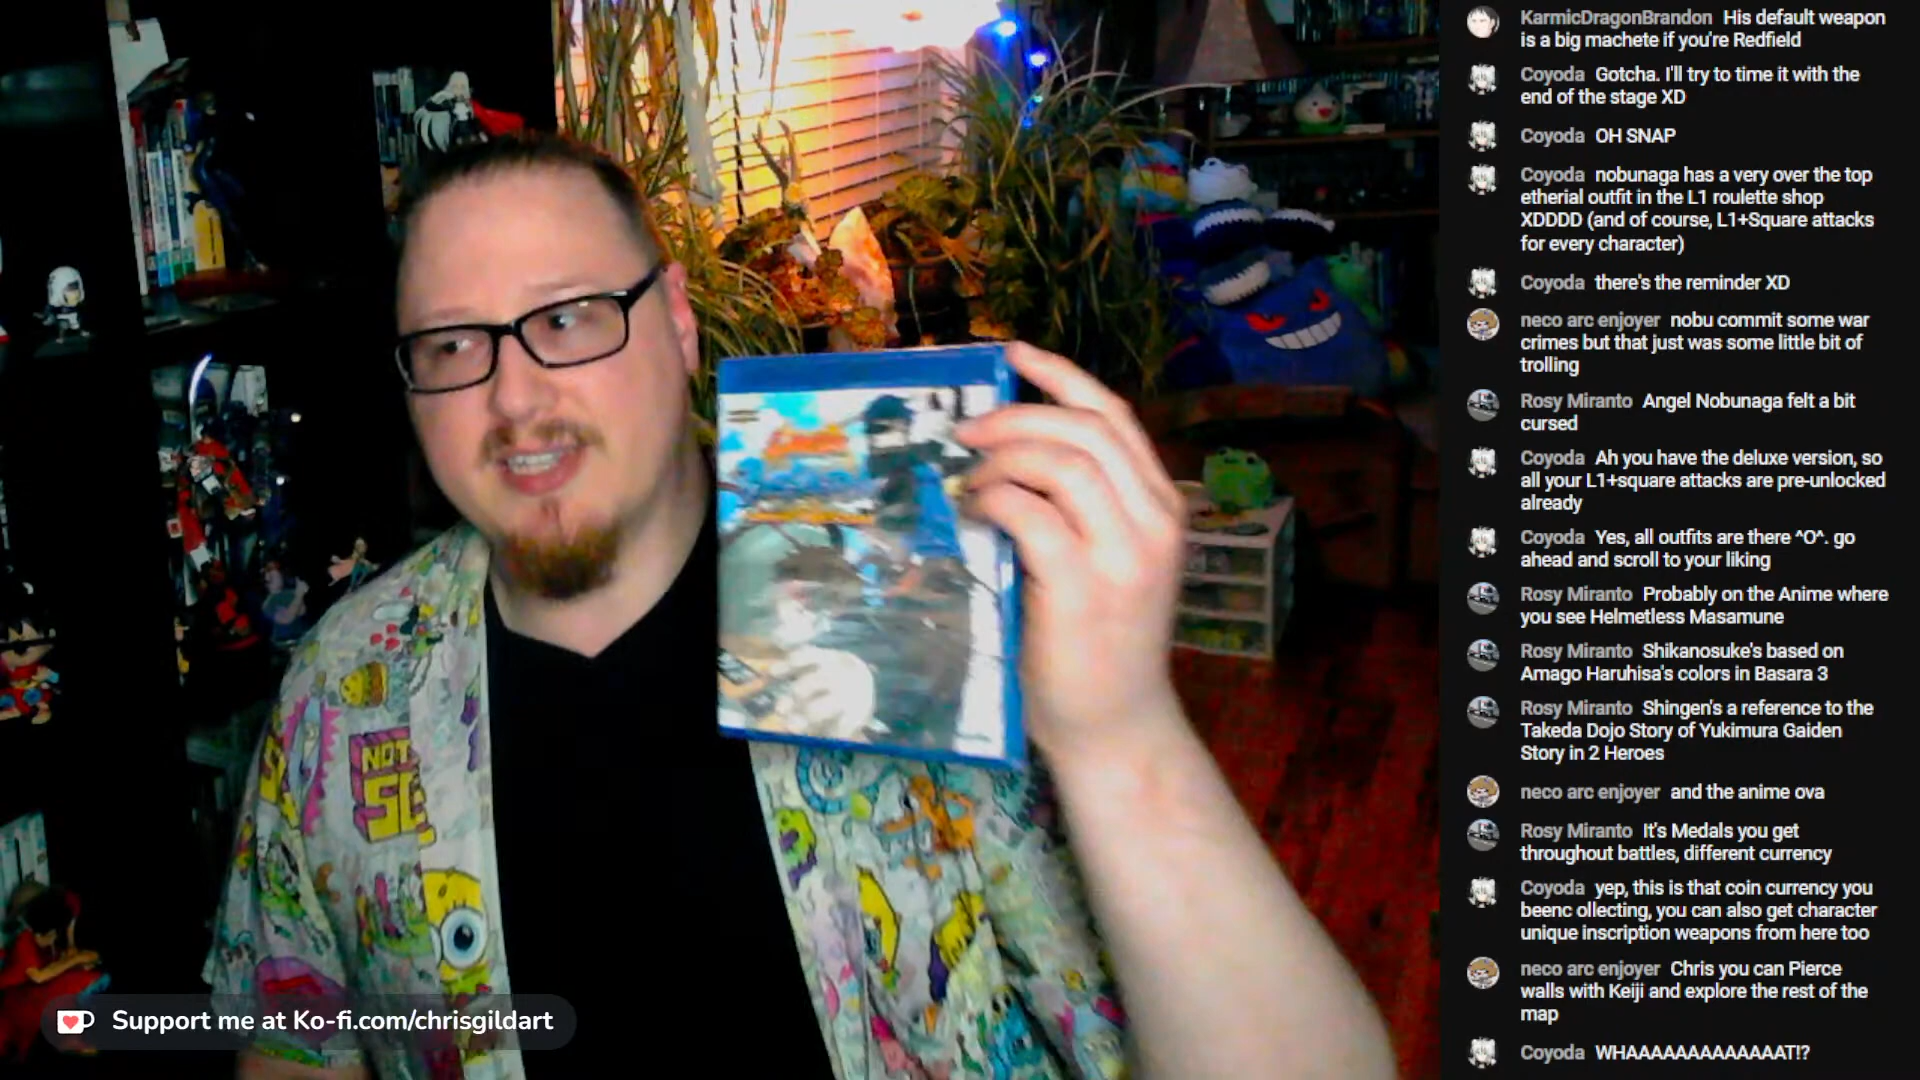 KarmicDragonBrandon His default weapon
is a big machete if you're Redfield
Coyoda Gotcha. I'll try to time it with the
end of the stage XD
Coyoda OH SNAP
Coyoda nobunaga has a very over the top
etherial outfit in the L1 roulette shop
XDDDD (and of course, L1+Square attacks
for every character)
Coyoda there's the reminder XD
neco arc enjoyer nobu commit some war
crimes but that just was some little bit of
trolling
Rosy Miranto Angel Nobunaga felt a bit
cursed
Coyoda Ah you have the deluxe version, so
all your L1+square attacks are pre-unlocked
already
Coyoda Yes, all outfits are there ^O^. go
ahead and scroll to your liking
Rosy Miranto Probably on the Anime where
you see Helmetless Masamune
Rosy Miranto Shikanosuke's based on
Amago Haruhisa's colors in Basara 3
Rosy Miranto Shingen's a reference to the
Takeda Dojo Story of Yukimura Gaiden
Story in 2 Heroes
neco arc enjoyer and the anime ova
Rosy Miranto It's Medals you get
throughout battles, different currency
Coyoda yep, this is that coin currency you
beenc ollecting, you can also get character
unique inscription weapons from here too
neco arc enjoyer Chris you can Pierce
walls with Keiji and explore the rest of the
map
Coyoda WHAAAAAAAAAAAAAT!?
NOT
Support me at Ko-fi.com/chrisgildart